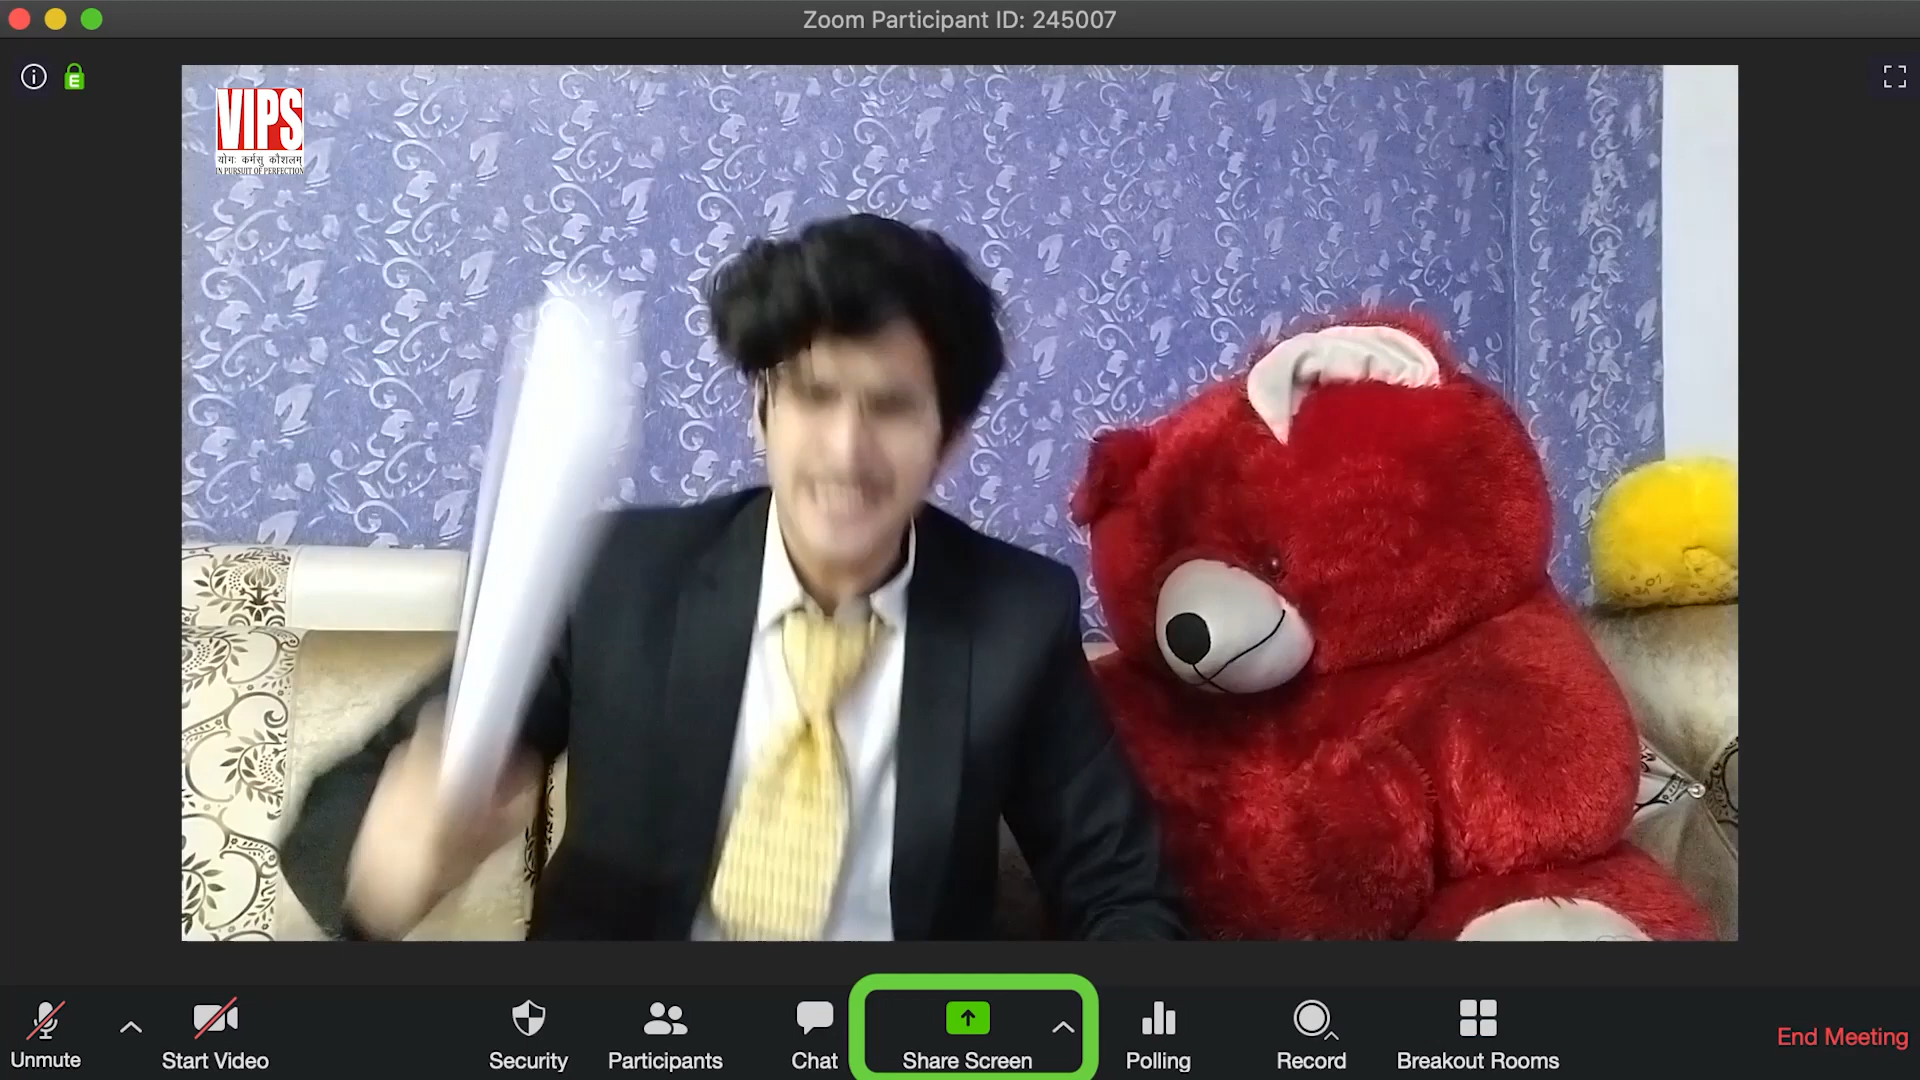 Zoom Participant ID: 245007
E
VIPS
योगः कर्मसु कौशलम्
IN PURSUIT OF PERFECTION
Unmute
Start Video
Security
Participants
Chat
Share Screen
Polling
Record
Breakout Rooms
End Meeting